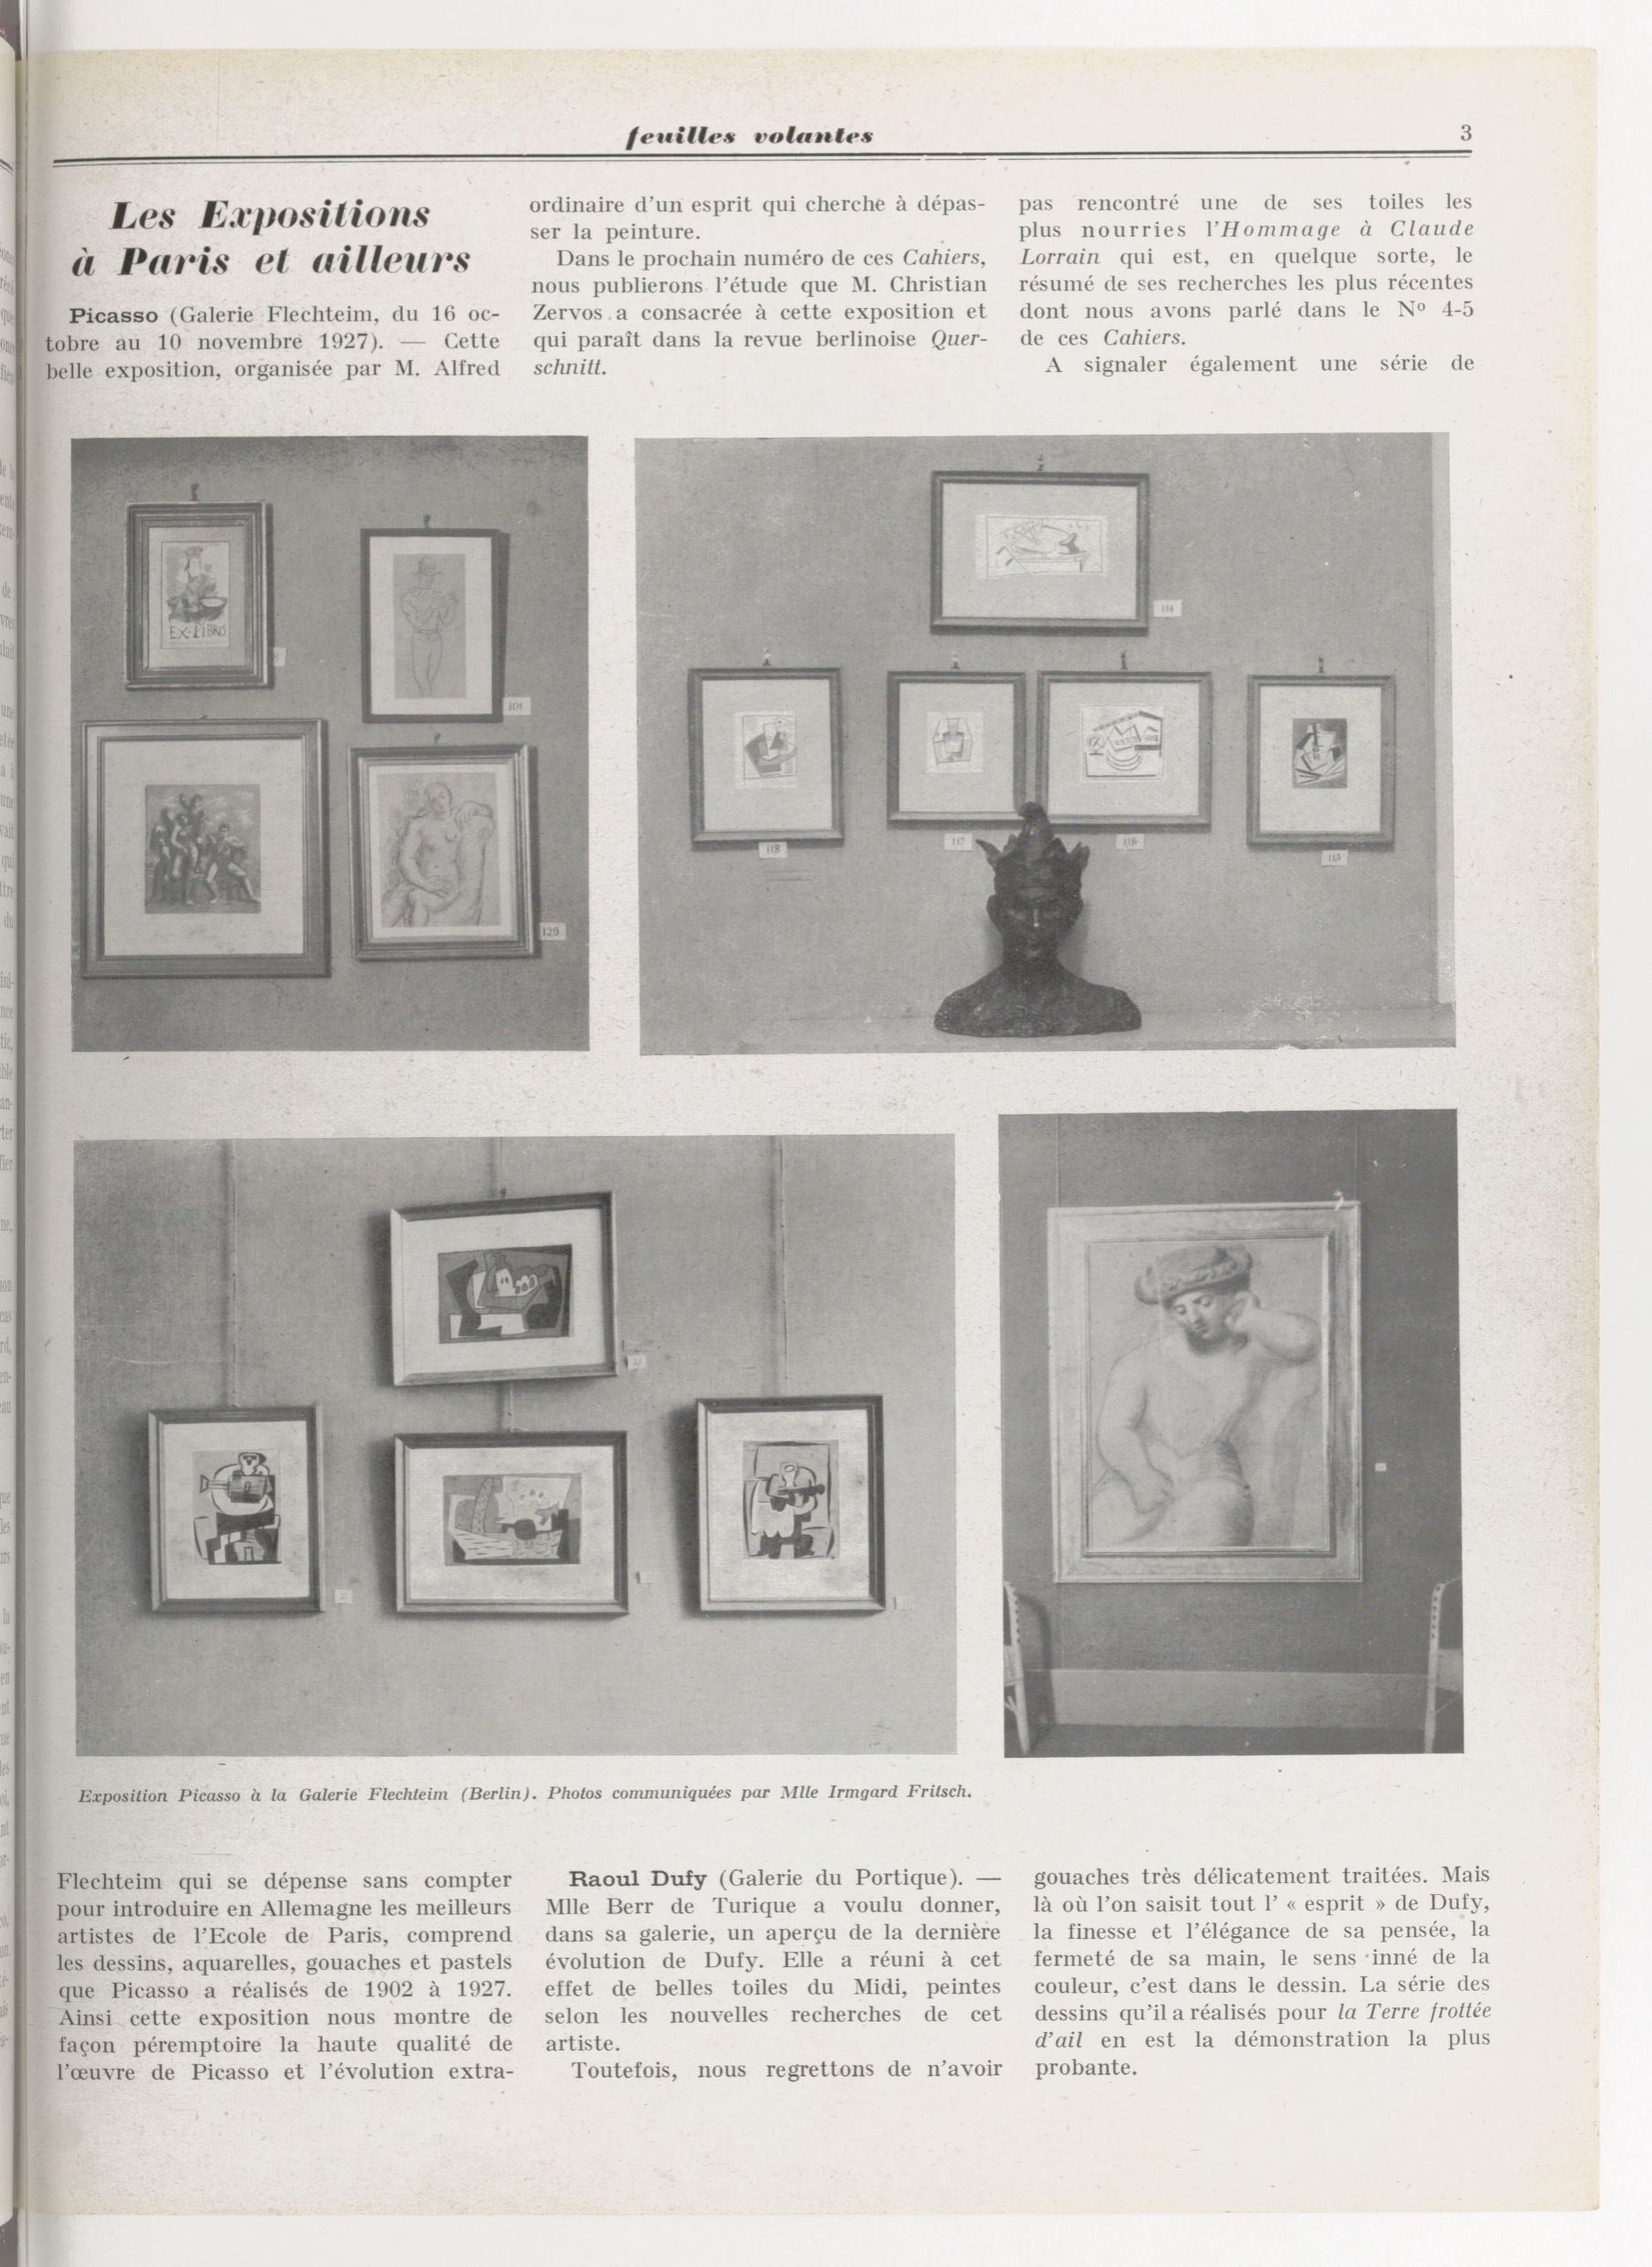 feuilles volantes
3
Les Expositions
à Paris et ailleurs
Picasso (Galerie Flechteim, du 16 oc-
tobre au 10 novembre 1927). — Cette
belle exposition, organisée par M. Alfred
Flechteim qui se dépense sans compter
pour introduire en Allemagne les meilleurs
artistes de l'Ecole de Paris, comprend
les dessins, aquarelles, gouaches et pastels
que Picasso a réalisés de 1902 à 1927.
Ainsi cette exposition nous montre de
façon péremptoire la haute qualité de
l'œuvre de Picasso et l'évolution extra-
ordinaire d'un esprit qui cherche à dépas-
ser la peinture.
Dans le prochain numéro de ces Cahiers,
nous publierons l'étude que M. Christian
Zervos a consacrée à cette exposition et
qui paraît dans la revue berlinoise Quer-
schnitt.
Raoul Dufy (Galerie du Portique). —
Mlle Berr de Turique a voulu donner,
dans sa galerie, un aperçu de la dernière
évolution de Dufy. Elle a réuni à cet
effet de belles toiles du Midi, peintes
selon les nouvelles recherches de cet
artiste.
Toutefois, nous regrettons de n'avoir
pas rencontré une de ses toiles les
plus nourries l'Hommage à Claude
Lorrain qui est, en quelque sorte, le
résumé de ses recherches les plus récentes
dont nous avons parlé dans le Nº 4-5
de ces Cahiers.
A signaler également une série de
gouaches très délicatement traitées. Mais
là où l'on saisit tout l' « esprit » de Dufy,
la finesse et l'élégance de sa pensée, la
fermeté de sa main, le sens inné de la
couleur, c'est dans le dessin. La série des
dessins qu'il a réalisés pour la Terre frottée
d'ail en est la démonstration la plus
probante.
EX-LIBRIS
101
129
118
117
116
115
Exposition Picasso à la Galerie Flechteim (Berlin). Photos communiquées par Mlle Irmgard Fritsch.